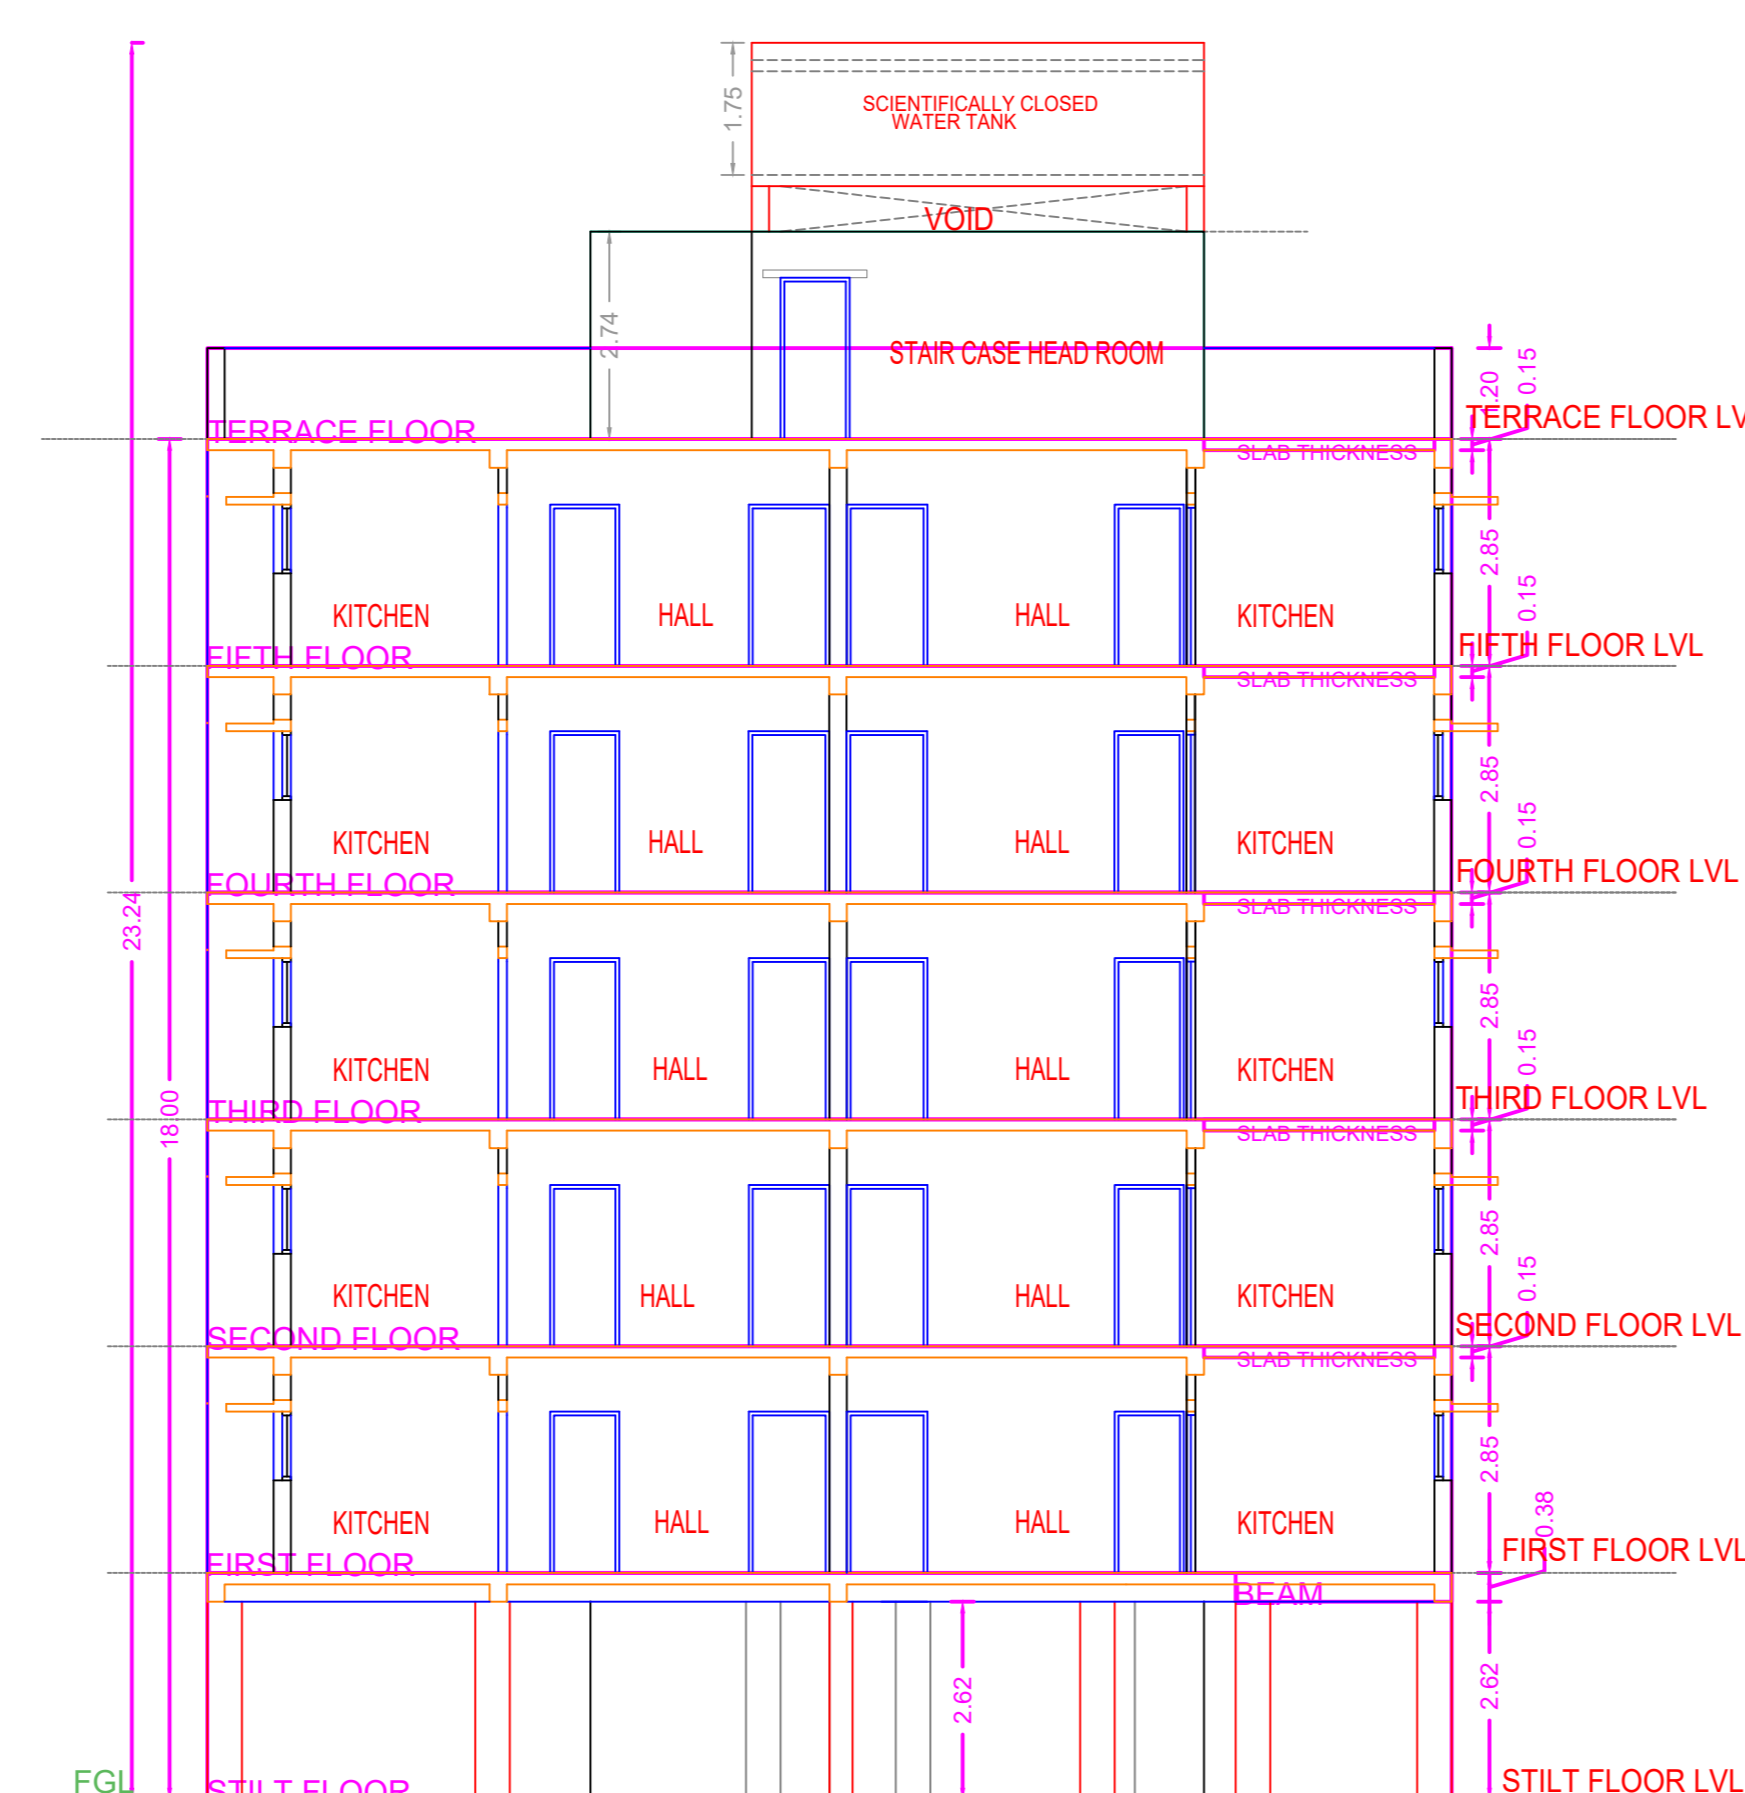 SCIENTIFICALLY CLOSED
WATER TANK
1.75
VOID
2.74
STAIR CASE HEAD ROOM
.20
0.15
TERRACE FLOOR
TERRACE FLOOR LV
SLAB THICKNESS
2.85
0.15
KITCHEN
HALL
HALL
KITCHEN
FIFTH FLOOR
FIFTH FLOOR LVL
SLAB THICKNESS
2.85
0.15
KITCHEN
HALL
HALL
KITCHEN
FOURTH FLOOR
FOURTH FLOOR LVL
SLAB THICKNESS
23.24
2.85
0.15
KITCHEN
HALL
HALL
KITCHEN
THIRD FLOOR
THIRD FLOOR LVL
18.00
SLAB THICKNESS
2.85
0.15
KITCHEN
HALL
HALL
KITCHEN
SECOND FLOOR
SECOND FLOOR LVL
SLAB THICKNESS
2.85
0.38
KITCHEN
HALL
HALL
KITCHEN
FIRST FLOOR
FIRST FLOOR LVL
BEAM
2.62
2.62
FGL
STILT FLOOR
STILT FLOOR LVL